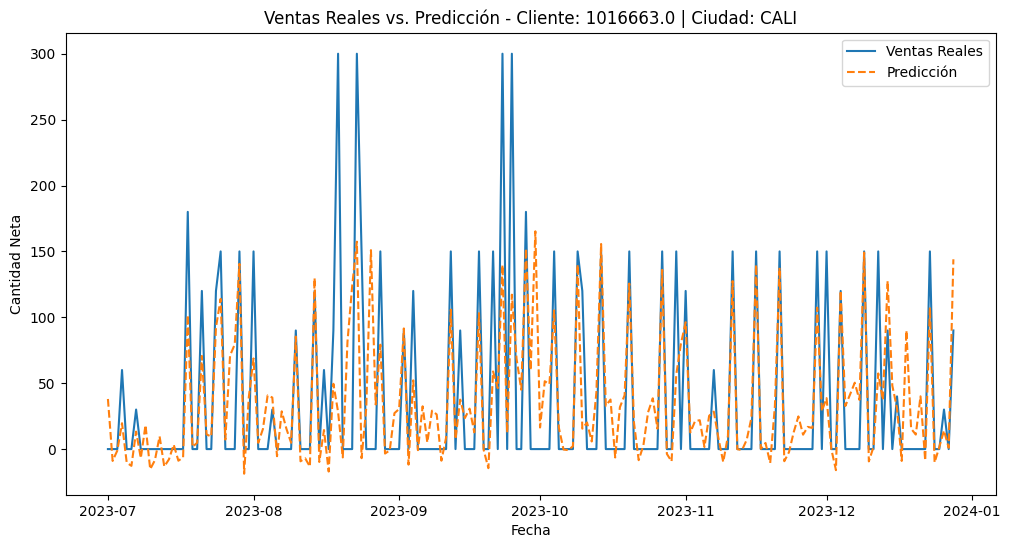 Ventas Reales vs. Predicción - Cliente: 1016663.0 | Ciudad: CALI
Ventas Reales
Predicción
Cantidad Neta
300
250
200
150
100
50
0
2023-07
2023-08
2023-09
2023-10
2023-11
2023-12
2024-01
Fecha